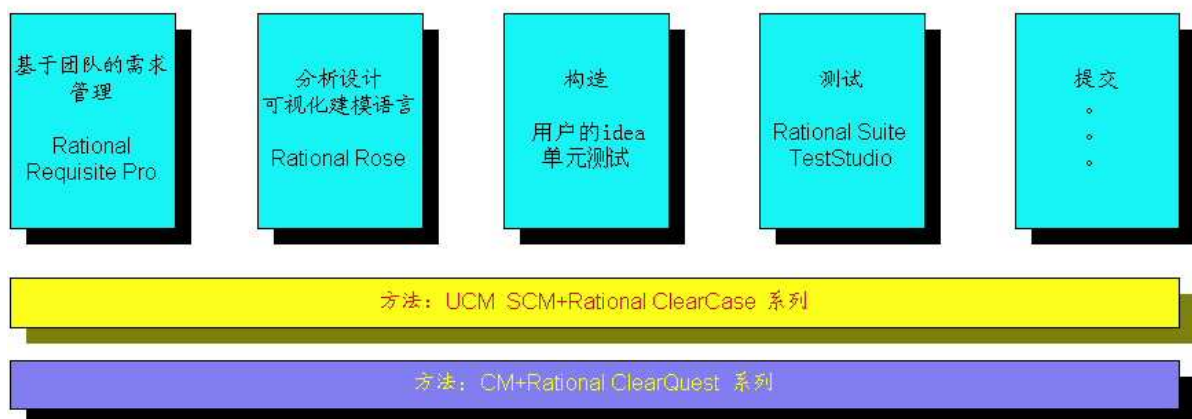 基于团队的需求
管理
Rational
Requisite Pro
分析设计
可视化建模语言
Rational Rose
构造
用户的idea
单元测试
测试
Rational Suite
TestStudio
提交
。
。
。
方法：UCM SCM+Rational ClearCase 系列
方法：CM+Rational ClearQuest 系列